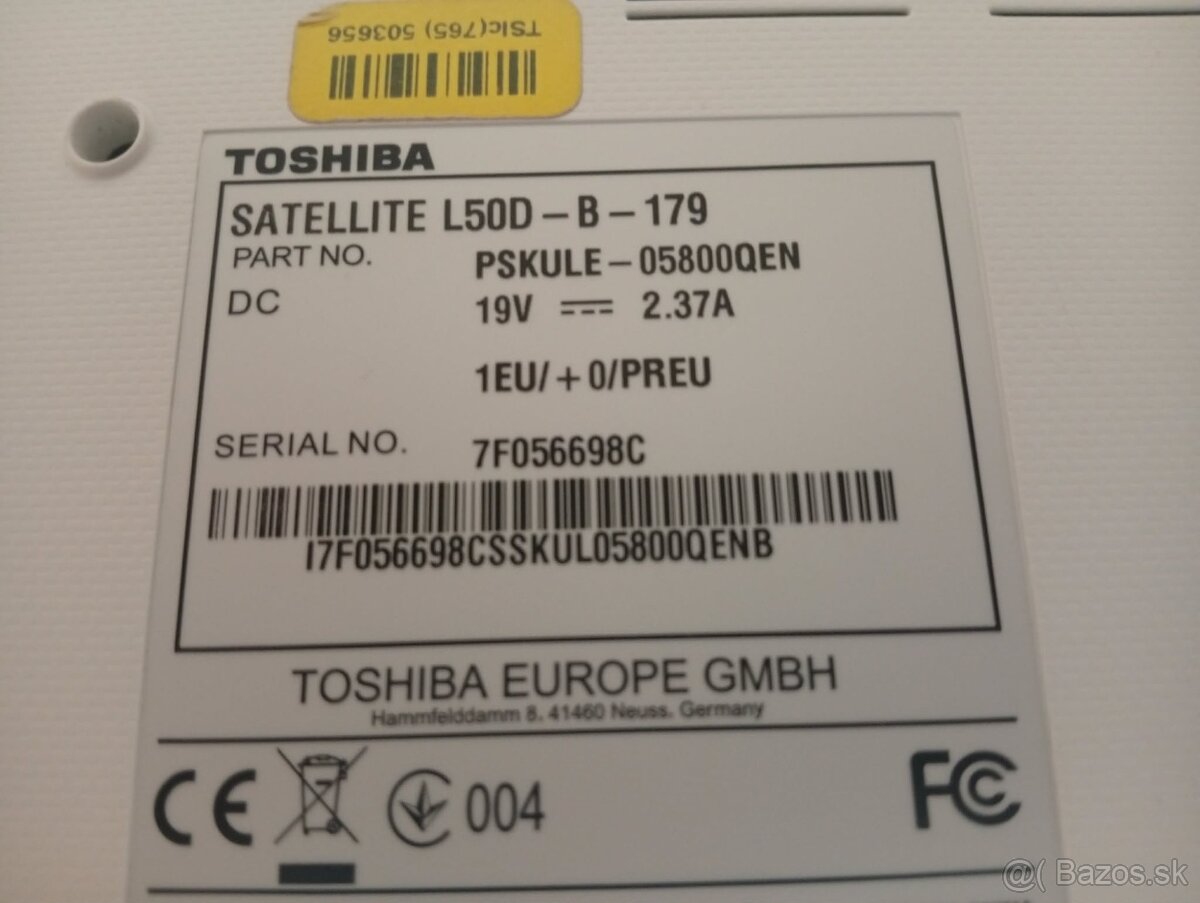 TSIc(765) 503656
TOSHIBA
SATELLITE L50D-B-179
PART NO. PSKULE-05800QEN
DC 19V 2.37A
1EU/+0/PREU
SERIAL NO. 7F056698C
I7F056698CSSKUL05800QENB
TOSHIBA EUROPE GMBH
Hammfelddamm 8, 41460 Neuss, Germany
CE 004 FC
@( Bazos.sk